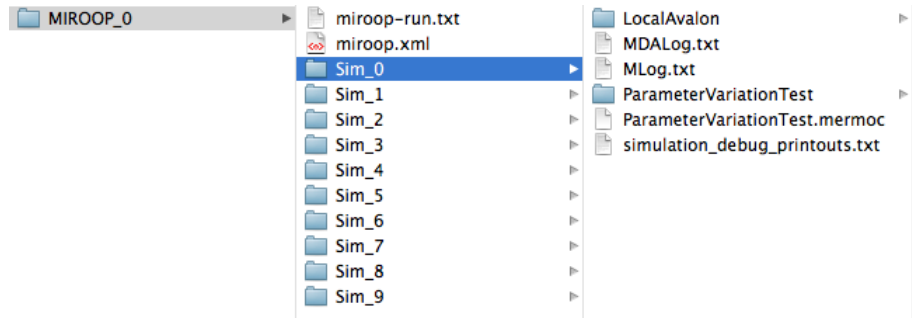 MIROOP_0
miroop-run.txt
miroop.xml
Sim_0
Sim_1
Sim_2
Sim_3
Sim_4
Sim_5
Sim_6
Sim_7
Sim_8
Sim_9
LocalAvalon
MDALog.txt
MLog.txt
ParameterVariationTest
ParameterVariationTest.mermoc
simulation_debug_printouts.txt